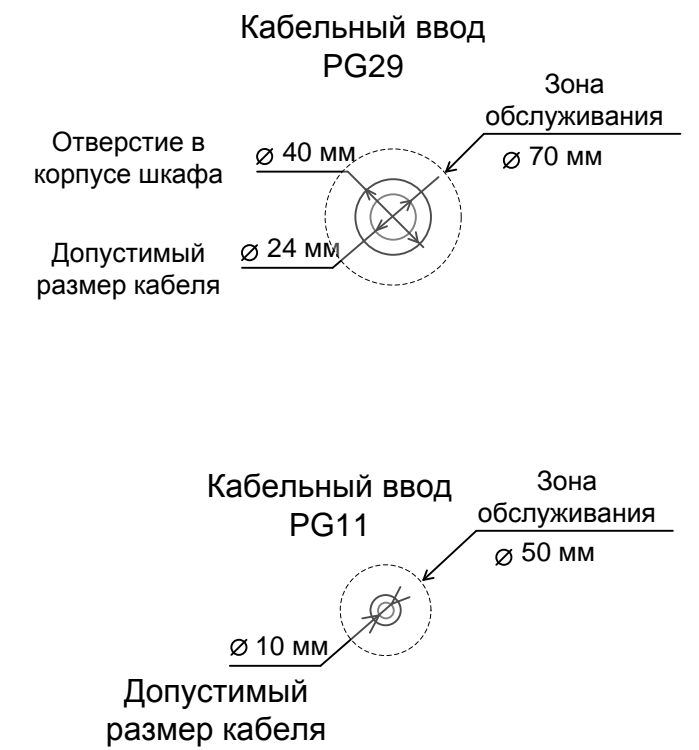 Кабельный ввод
PG29
Зона
обслуживания
⌀ 70 мм
Отверстие в
корпусе шкафа
⌀ 40 мм
Допустимый
размер кабеля
⌀ 24 мм
Кабельный ввод
PG11
Зона
обслуживания
⌀ 50 мм
⌀ 10 мм
Допустимый
размер кабеля